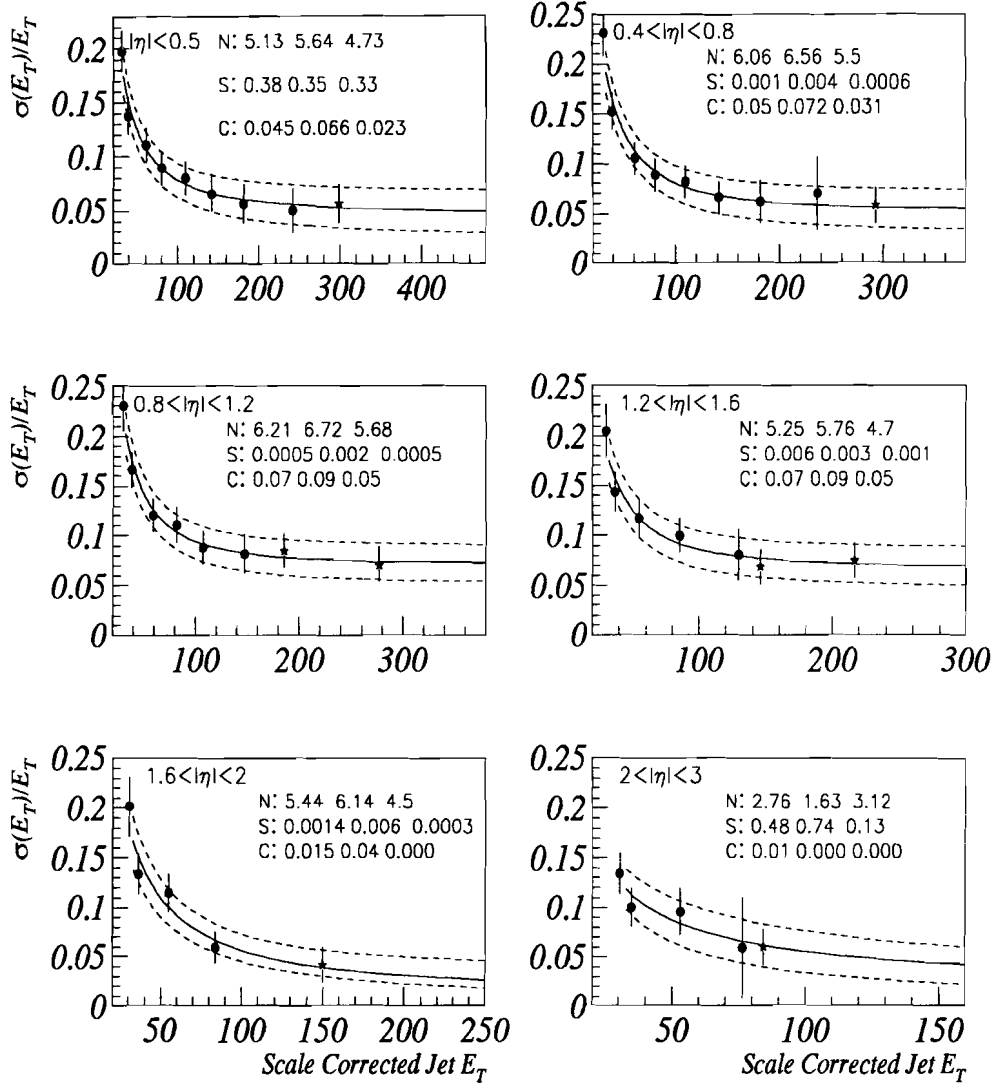 σ(E_T)/E_T
0.2
0.15
0.1
0.05
0
|η|<0.5
N: 5.13 5.64 4.73
S: 0.38 0.35 0.33
C: 0.045 0.066 0.023
100 200 300 400
0.25
0.2
0.15
0.1
0.05
0
0.4<|η|<0.8
N: 6.06 6.56 5.5
S: 0.001 0.004 0.0006
C: 0.05 0.072 0.031
100 200 300
σ(E_T)/E_T
0.25
0.2
0.15
0.1
0.05
0
0.8<|η|<1.2
N: 6.21 6.72 5.68
S: 0.0005 0.002 0.0005
C: 0.07 0.09 0.05
100 200 300
0.25
0.2
0.15
0.1
0.05
0
1.2<|η|<1.6
N: 5.25 5.76 4.7
S: 0.006 0.003 0.001
C: 0.07 0.09 0.05
100 200 300
σ(E_T)/E_T
0.25
0.2
0.15
0.1
0.05
0
1.6<|η|<2
N: 5.44 6.14 4.5
S: 0.0014 0.006 0.0003
C: 0.015 0.04 0.000
50 100 150 200 250
Scale Corrected Jet E_T
0.25
0.2
0.15
0.1
0.05
0
2<|η|<3
N: 2.76 1.63 3.12
S: 0.48 0.74 0.13
C: 0.01 0.000 0.000
50 100 150
Scale Corrected Jet E_T